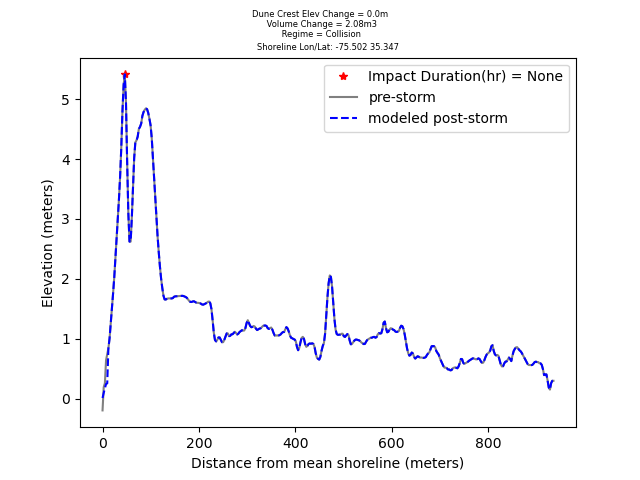 Dune Crest Elev Change = 0.0m
Volume Change = 2.08m3
Regime = Collision
Shoreline Lon/Lat: -75.502 35.347
Impact Duration(hr) = None
pre-storm
modeled post-storm
Elevation (meters)
5
4
3
2
1
0
0 200 400 600 800
Distance from mean shoreline (meters)